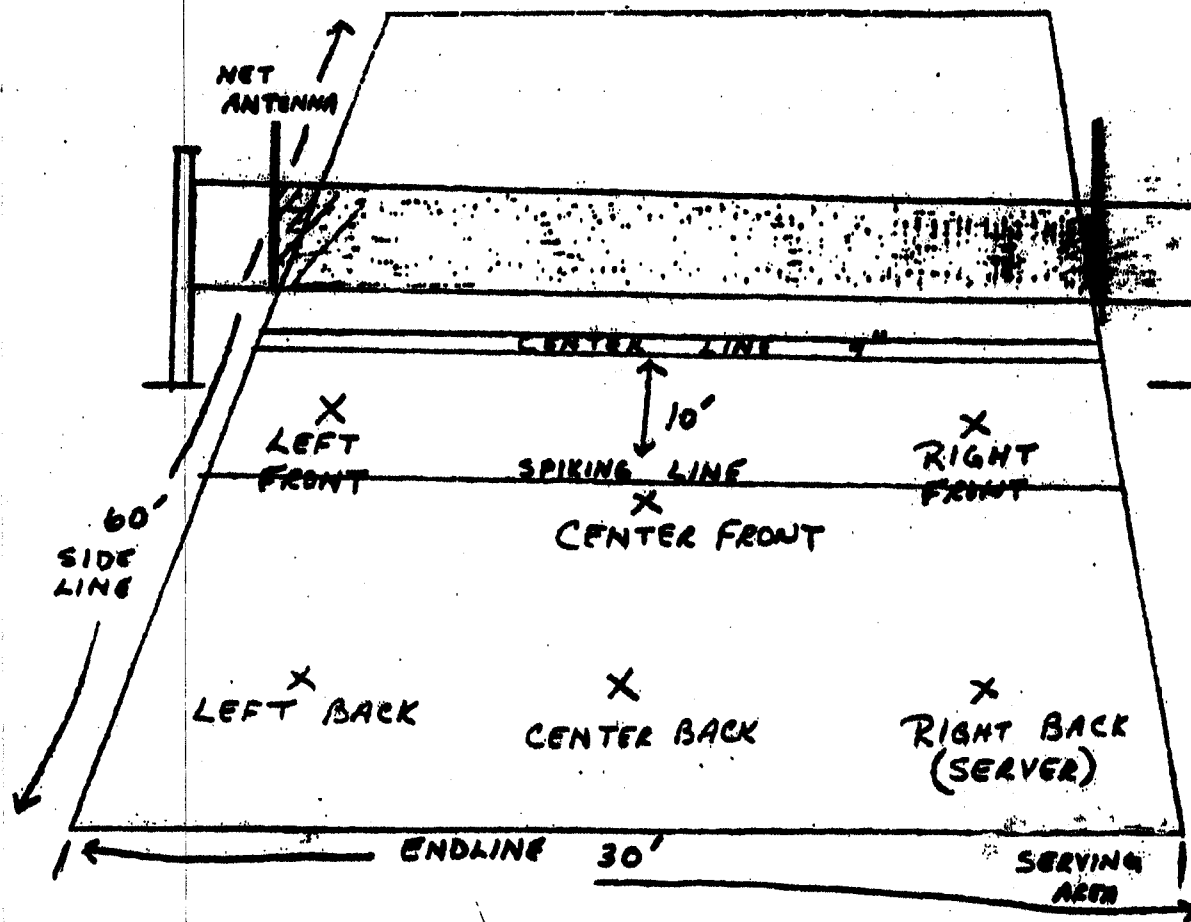 NET
ANTENNA
CENTER LINE 4"
10'
LEFT
FRONT
SPIKING LINE
RIGHT
FRONT
X
CENTER FRONT
60'
SIDE
LINE
X
LEFT BACK
X
CENTER BACK
X
RIGHT BACK
(SERVER)
ENDLINE 30'
SERVING
AREA